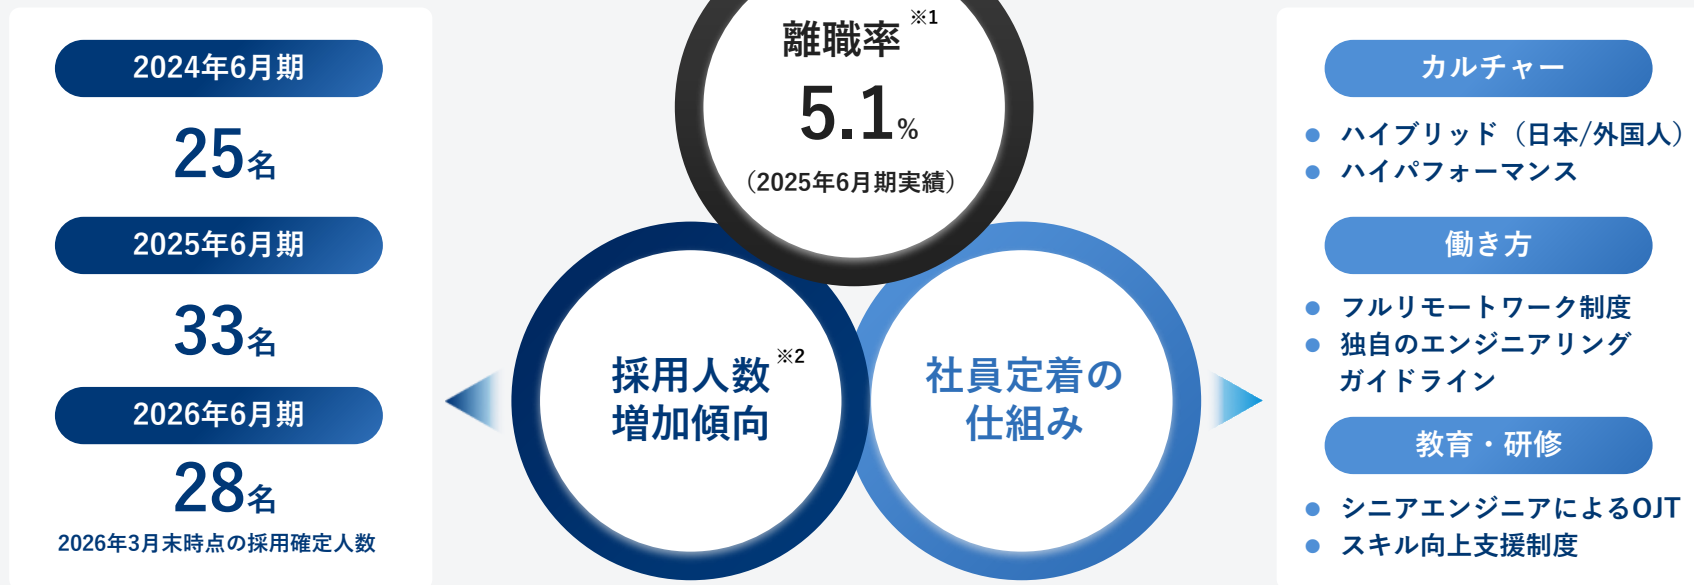 2024年6月期
25名
2025年6月期
33名
2026年6月期
28名
2026年3月末時点の採用確定人数
離職率 ※1
5.1%
（2025年6月期実績）
採用人数 ※2
増加傾向
社員定着の
仕組み
カルチャー
● ハイブリッド（日本/外国人）
● ハイパフォーマンス
働き方
● フルリモートワーク制度
● 独自のエンジニアリング
ガイドライン
教育・研修
● シニアエンジニアによるOJT
● スキル向上支援制度